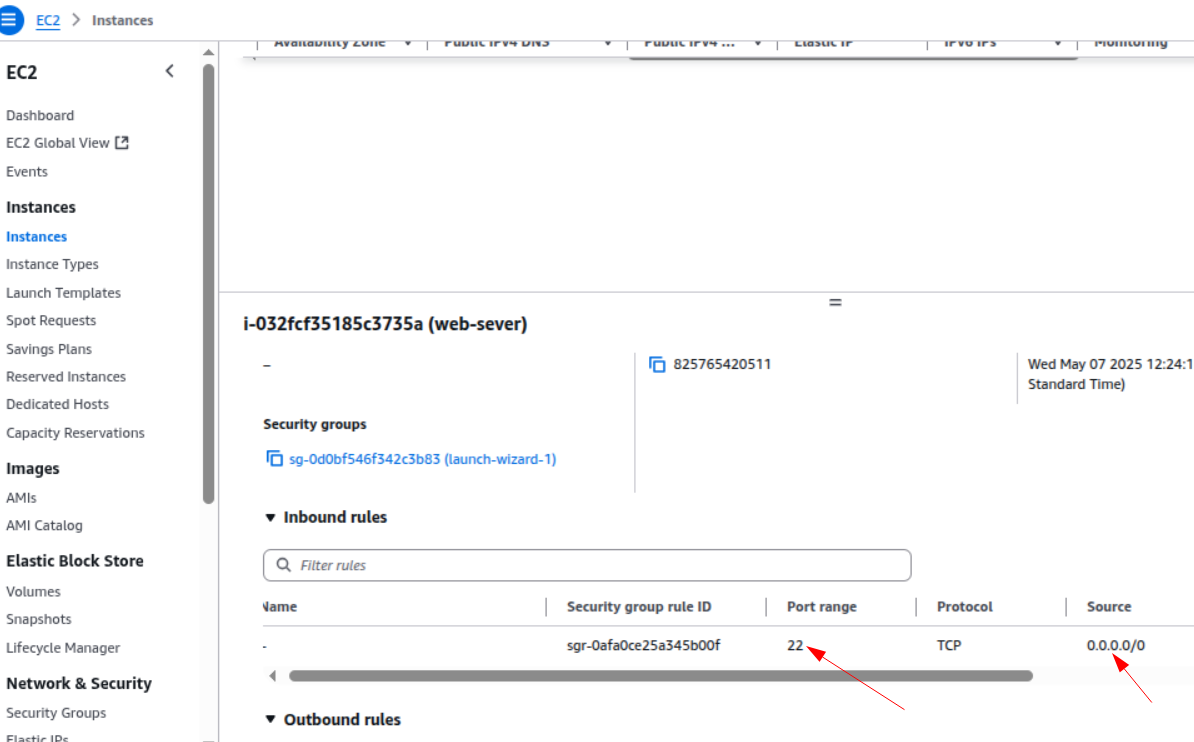 EC2 > Instances
Availability Zone Public IPv4 DNS Public IPv4 ... Elastic IP IPv6 IPs Monitoring
EC2
Dashboard
EC2 Global View
Events
Instances
Instances
Instance Types
Launch Templates
Spot Requests
Savings Plans
Reserved Instances
Dedicated Hosts
Capacity Reservations
Images
AMIs
AMI Catalog
Elastic Block Store
Volumes
Snapshots
Lifecycle Manager
Network & Security
Security Groups
Elastic IPs
i-032fcf35185c3735a (web-sever)
–
825765420511
Wed May 07 2025 12:24:1
Standard Time)
Security groups
sg-0d0bf546f342c3b83 (launch-wizard-1)
Inbound rules
Filter rules
Name Security group rule ID Port range Protocol Source
- sgr-0afa0ce25a345b00f 22 TCP 0.0.0.0/0
Outbound rules